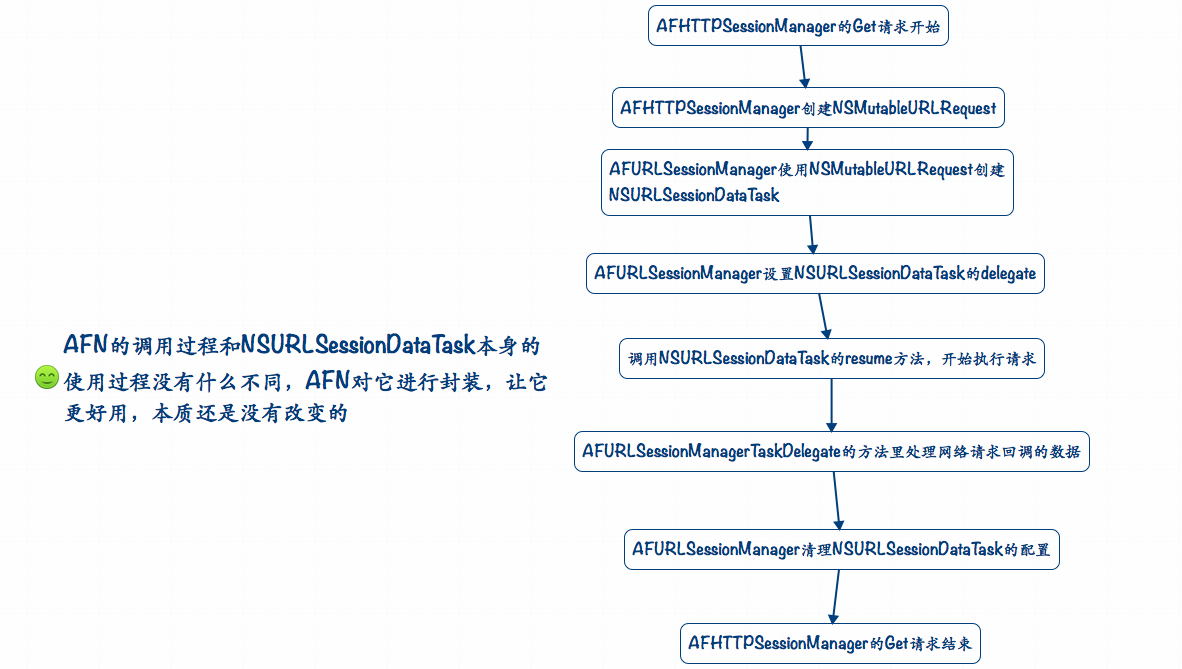 AFHTTPSessionManager的Get请求开始
AFHTTPSessionManager创建NSMutableURLRequest
AFURLSessionManager使用NSMutableURLRequest创建
NSURLSessionDataTask
AFURLSessionManager设置NSURLSessionDataTask的delegate
AFN的调用过程和NSURLSessionDataTask本身的
使用过程没有什么不同，AFN对它进行封装，让它
更好用，本质还是没有改变的
调用NSURLSessionDataTask的resume方法，开始执行请求
AFURLSessionManagerTaskDelegate的方法里处理网络请求回调的数据
AFURLSessionManager清理NSURLSessionDataTask的配置
AFHTTPSessionManager的Get请求结束